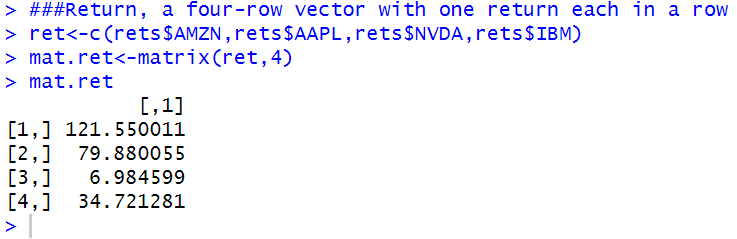 > ###Return, a four-row vector with one return each in a row
> ret<-c(rets$AMZN,rets$AAPL,rets$NVDA,rets$IBM)
> mat.ret<-matrix(ret,4)
> mat.ret
           [,1]
[1,] 121.550011
[2,]  79.880055
[3,]   6.984599
[4,]  34.721281
>